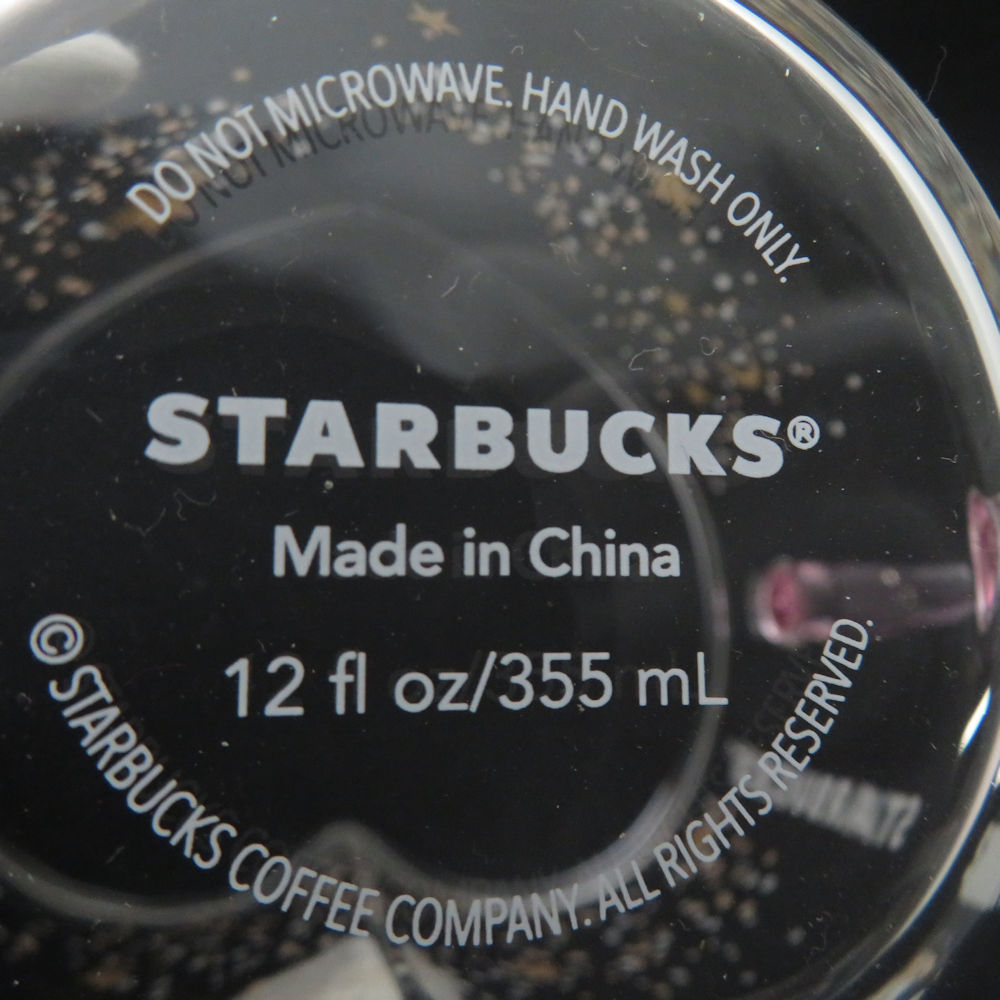 DO NOT MICROWAVE. HAND WASH ONLY.
STARBUCKS®
Made in China
12 fl oz/355 mL
© STARBUCKS COFFEE COMPANY. ALL RIGHTS RESERVED.